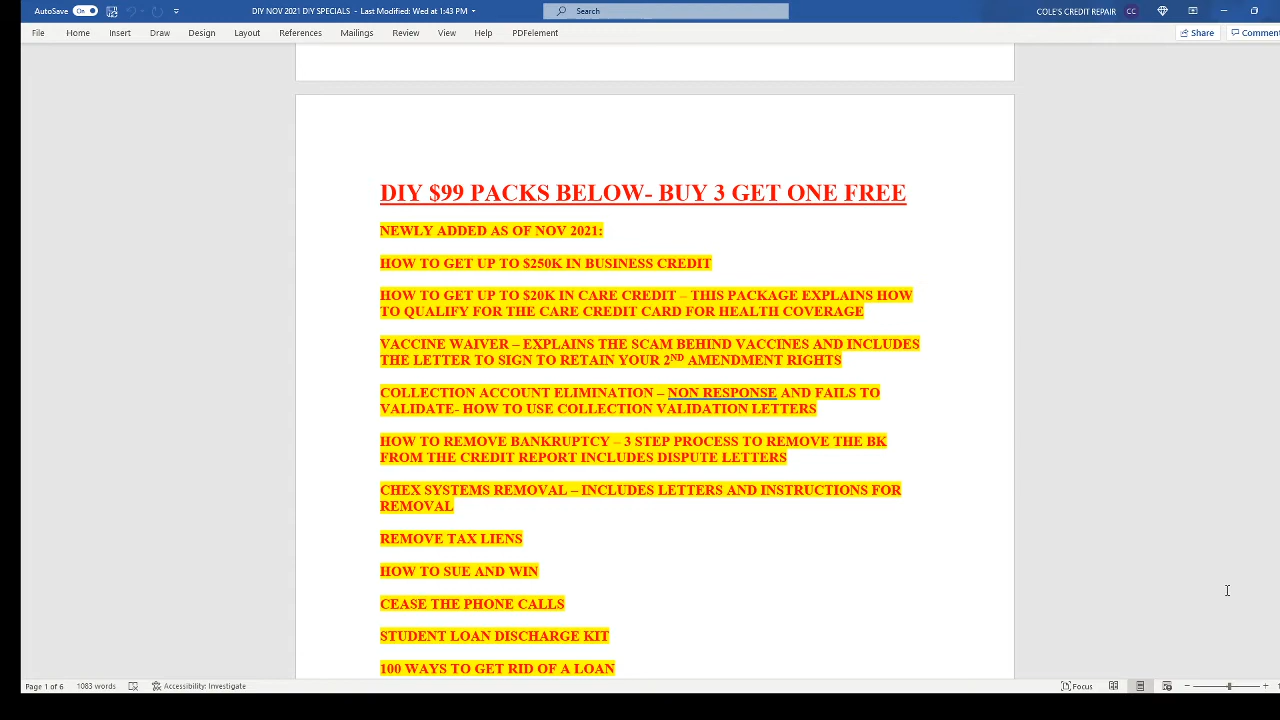 AutoSave On DIY NOV 2021 DIY SPECIALS - Last Modified: Wed at 1:43 PM Search COLE'S CREDIT REPAIR CC
File Home Insert Draw Design Layout References Mailings Review View Help PDFelement Share Comment
DIY $99 PACKS BELOW- BUY 3 GET ONE FREE
NEWLY ADDED AS OF NOV 2021:
HOW TO GET UP TO $250K IN BUSINESS CREDIT
HOW TO GET UP TO $20K IN CARE CREDIT – THIS PACKAGE EXPLAINS HOW
TO QUALIFY FOR THE CARE CREDIT CARD FOR HEALTH COVERAGE
VACCINE WAIVER – EXPLAINS THE SCAM BEHIND VACCINES AND INCLUDES
THE LETTER TO SIGN TO RETAIN YOUR 2ND AMENDMENT RIGHTS
COLLECTION ACCOUNT ELIMINATION – NON RESPONSE AND FAILS TO
VALIDATE- HOW TO USE COLLECTION VALIDATION LETTERS
HOW TO REMOVE BANKRUPTCY – 3 STEP PROCESS TO REMOVE THE BK
FROM THE CREDIT REPORT INCLUDES DISPUTE LETTERS
CHEX SYSTEMS REMOVAL – INCLUDES LETTERS AND INSTRUCTIONS FOR
REMOVAL
REMOVE TAX LIENS
HOW TO SUE AND WIN
CEASE THE PHONE CALLS
STUDENT LOAN DISCHARGE KIT
100 WAYS TO GET RID OF A LOAN
Page 1 of 6 1083 words Accessibility: Investigate Focus